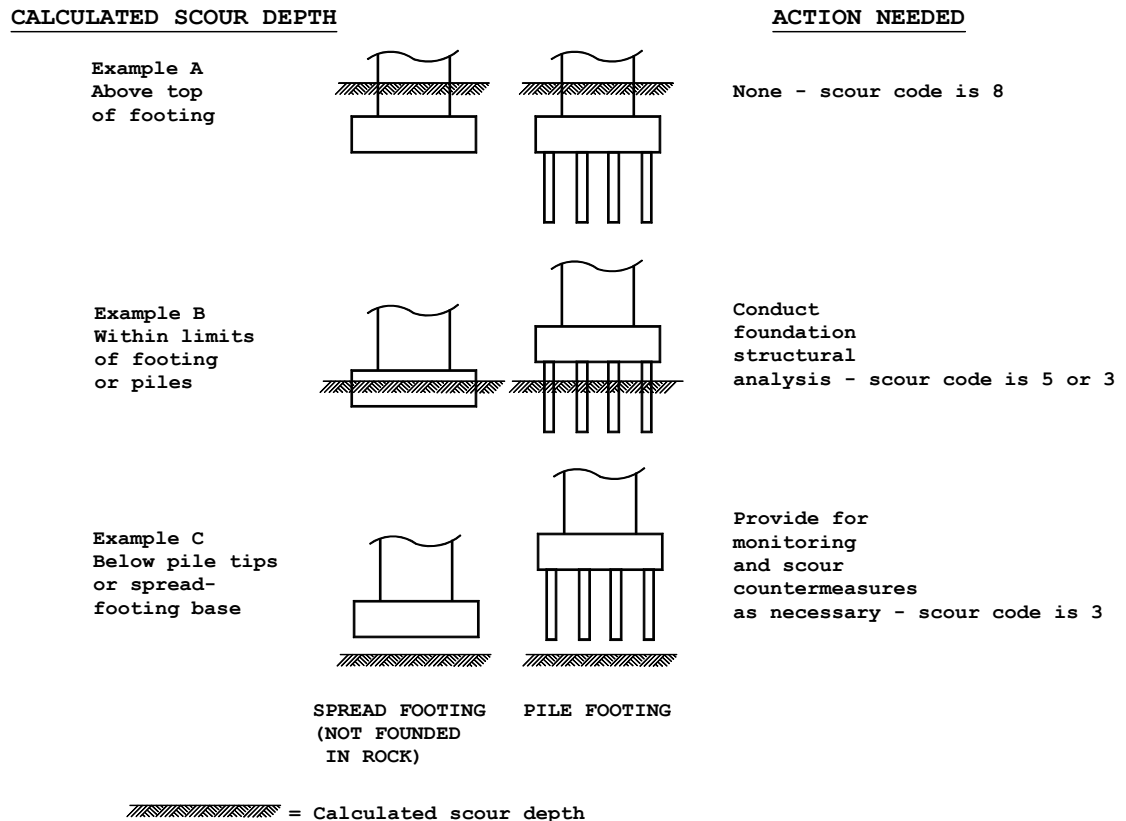 CALCULATED SCOUR DEPTH
ACTION NEEDED
Example A
Above top
of footing
None - scour code is 8
Example B
Within limits
of footing
or piles
Conduct
foundation
structural
analysis - scour code is 5 or 3
Example C
Below pile tips
or spread-
footing base
Provide for
monitoring
and scour
countermeasures
as necessary - scour code is 3
SPREAD FOOTING
(NOT FOUNDED
IN ROCK)
PILE FOOTING
= Calculated scour depth